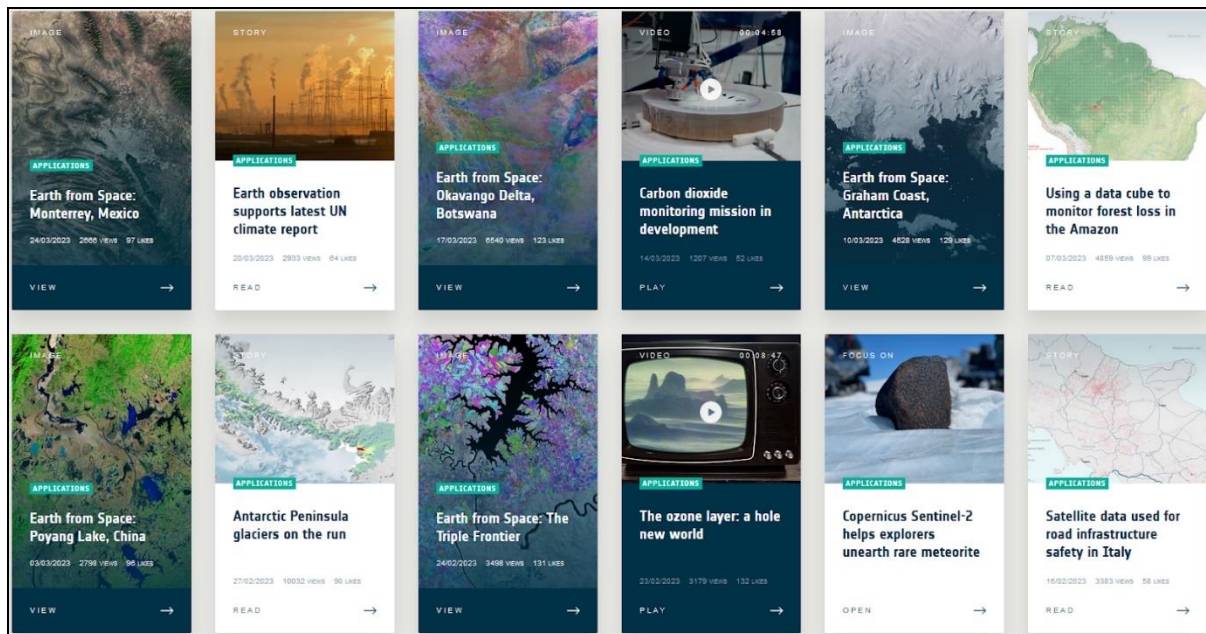 IMAGE
APPLICATIONS
Earth from Space:
Monterrey, Mexico
24/03/2023 2666 VIEWS 97 LIKES
VIEW →
STORY
APPLICATIONS
Earth observation
supports latest UN
climate report
20/03/2023 2933 VIEWS 64 LIKES
READ →
IMAGE
APPLICATIONS
Earth from Space:
Okavango Delta,
Botswana
17/03/2023 6540 VIEWS 123 LIKES
VIEW →
VIDEO 00:04:58
APPLICATIONS
Carbon dioxide
monitoring mission in
development
14/03/2023 1207 VIEWS 52 LIKES
PLAY →
IMAGE
APPLICATIONS
Earth from Space:
Graham Coast,
Antarctica
10/03/2023 4528 VIEWS 129 LIKES
VIEW →
STORY
APPLICATIONS
Using a data cube to
monitor forest loss in
the Amazon
07/03/2023 4859 VIEWS 99 LIKES
READ →
IMAGE
APPLICATIONS
Earth from Space:
Poyang Lake, China
03/03/2023 2798 VIEWS 96 LIKES
VIEW →
STORY
APPLICATIONS
Antarctic Peninsula
glaciers on the run
27/02/2023 10032 VIEWS 90 LIKES
READ →
IMAGE
APPLICATIONS
Earth from Space: The
Triple Frontier
24/02/2023 3498 VIEWS 131 LIKES
VIEW →
VIDEO 00:08:47
APPLICATIONS
The ozone layer: a hole
new world
23/02/2023 3179 VIEWS 132 LIKES
PLAY →
FOCUS ON
APPLICATIONS
Copernicus Sentinel-2
helps explorers
unearth rare meteorite
OPEN →
STORY
APPLICATIONS
Satellite data used for
road infrastructure
safety in Italy
16/02/2023 3383 VIEWS 58 LIKES
READ →